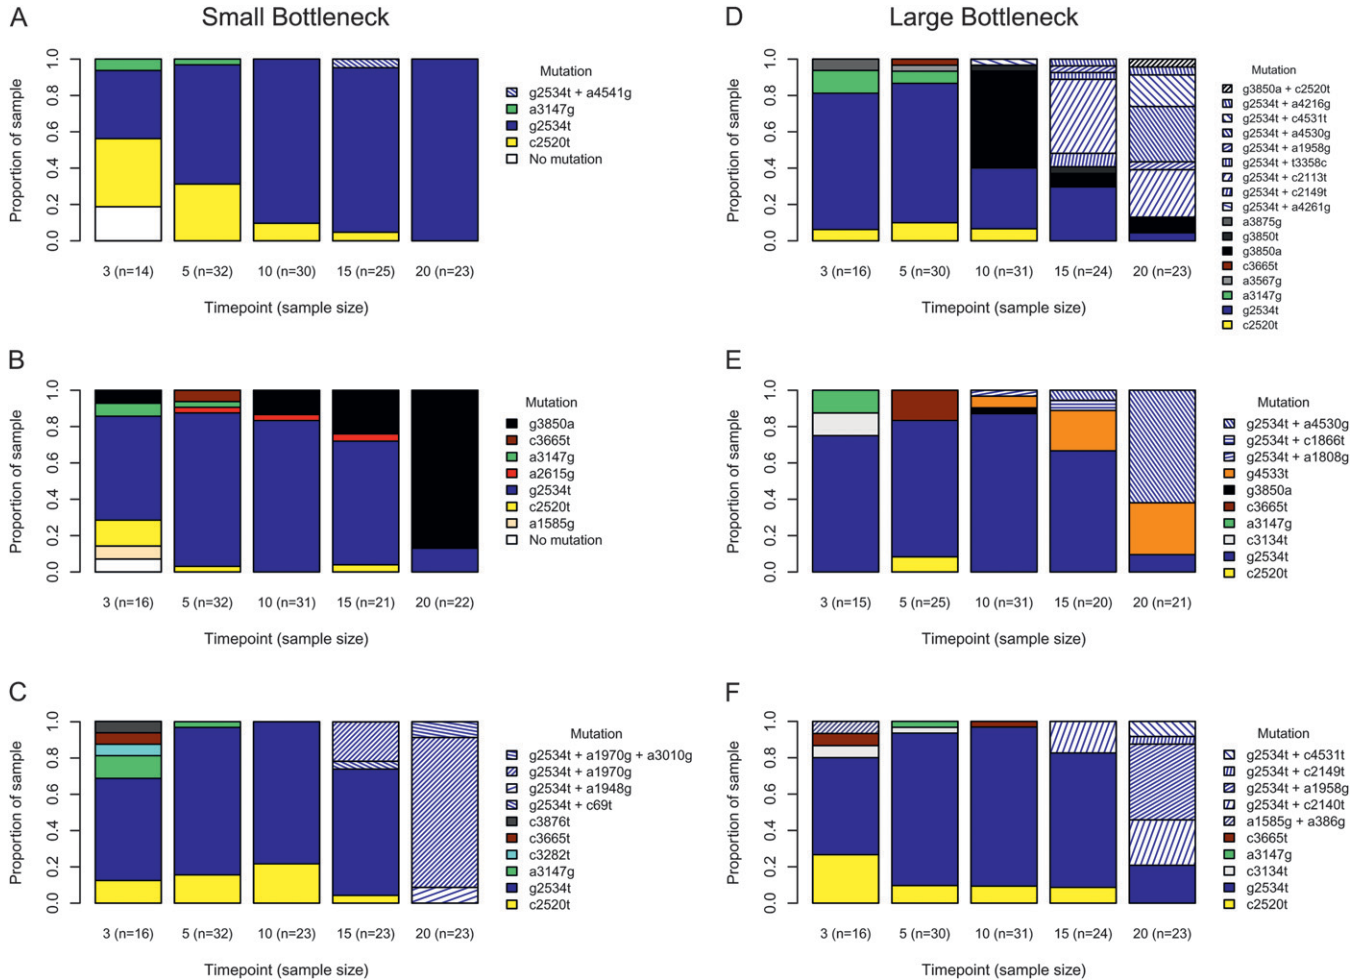 Small Bottleneck
Large Bottleneck
A
Proportion of sample
1.0
0.8
0.6
0.4
0.2
0.0
3 (n=14) 5 (n=32) 10 (n=30) 15 (n=25) 20 (n=23)
Timepoint (sample size)
Mutation
g2534t + a4541g
a3147g
g2534t
c2520t
No mutation
D
Proportion of sample
1.0
0.8
0.6
0.4
0.2
0.0
3 (n=16) 5 (n=30) 10 (n=31) 15 (n=24) 20 (n=23)
Timepoint (sample size)
Mutation
g3850a + c2520t
g2534t + a4216g
g2534t + c4531t
g2534t + a4530g
g2534t + a1958g
g2534t + t3358c
g2534t + c2113t
g2534t + c2149t
g2534t + a4261g
a3875g
g3850t
g3850a
c3665t
a3567g
a3147g
g2534t
c2520t
B
Proportion of sample
1.0
0.8
0.6
0.4
0.2
0.0
3 (n=16) 5 (n=32) 10 (n=31) 15 (n=21) 20 (n=22)
Timepoint (sample size)
Mutation
g3850a
c3665t
a3147g
a2615g
g2534t
c2520t
a1585g
No mutation
E
Proportion of sample
1.0
0.8
0.6
0.4
0.2
0.0
3 (n=15) 5 (n=25) 10 (n=31) 15 (n=20) 20 (n=21)
Timepoint (sample size)
Mutation
g2534t + a4530g
g2534t + c1866t
g2534t + a1808g
g4533t
g3850a
c3665t
a3147g
c3134t
g2534t
c2520t
C
Proportion of sample
1.0
0.8
0.6
0.4
0.2
0.0
3 (n=16) 5 (n=32) 10 (n=23) 15 (n=23) 20 (n=23)
Timepoint (sample size)
Mutation
g2534t + a1970g + a3010g
g2534t + a1970g
g2534t + a1948g
g2534t + c69t
c3876t
c3665t
c3282t
a3147g
g2534t
c2520t
F
Proportion of sample
1.0
0.8
0.6
0.4
0.2
0.0
3 (n=16) 5 (n=30) 10 (n=31) 15 (n=24) 20 (n=23)
Timepoint (sample size)
Mutation
g2534t + c4531t
g2534t + c2149t
g2534t + a1958g
g2534t + c2140t
a1585g + a386g
c3665t
a3147g
c3134t
g2534t
c2520t